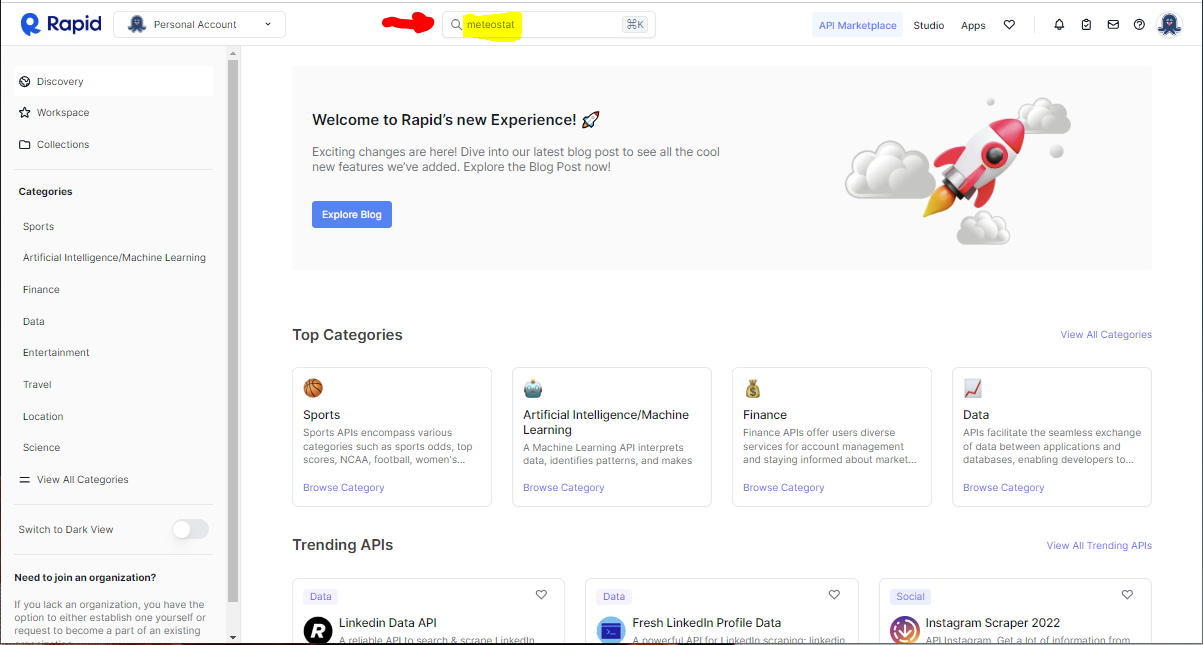 Rapid
Personal Account
meteostat
⌘K
API Marketplace
Studio
Apps
Discovery
Workspace
Collections
Categories
Sports
Artificial Intelligence/Machine Learning
Finance
Data
Entertainment
Travel
Location
Science
View All Categories
Switch to Dark View
Need to join an organization?
If you lack an organization, you have the
option to either establish one yourself or
request to become a part of an existing
Welcome to Rapid's new Experience! 🚀
Exciting changes are here! Dive into our latest blog post to see all the cool
new features we've added. Explore the Blog Post now!
Explore Blog
Top Categories
View All Categories
Sports
Sports APIs encompass various
categories such as sports odds, top
scores, NCAA, football, women's...
Browse Category
Artificial Intelligence/Machine
Learning
A Machine Learning API interprets
data, identifies patterns, and makes
Browse Category
Finance
Finance APIs offer users diverse
services for account management
and staying informed about market...
Browse Category
Data
APIs facilitate the seamless exchange
of data between applications and
databases, enabling developers to...
Browse Category
Trending APIs
View All Trending APIs
Data
R
Linkedin Data API
A reliable API to search & scrape LinkedIn
Data
Fresh LinkedIn Profile Data
A powerful API for LinkedIn scraping: linkedin
Social
Instagram Scraper 2022
API Instagram. Get a lot of information from